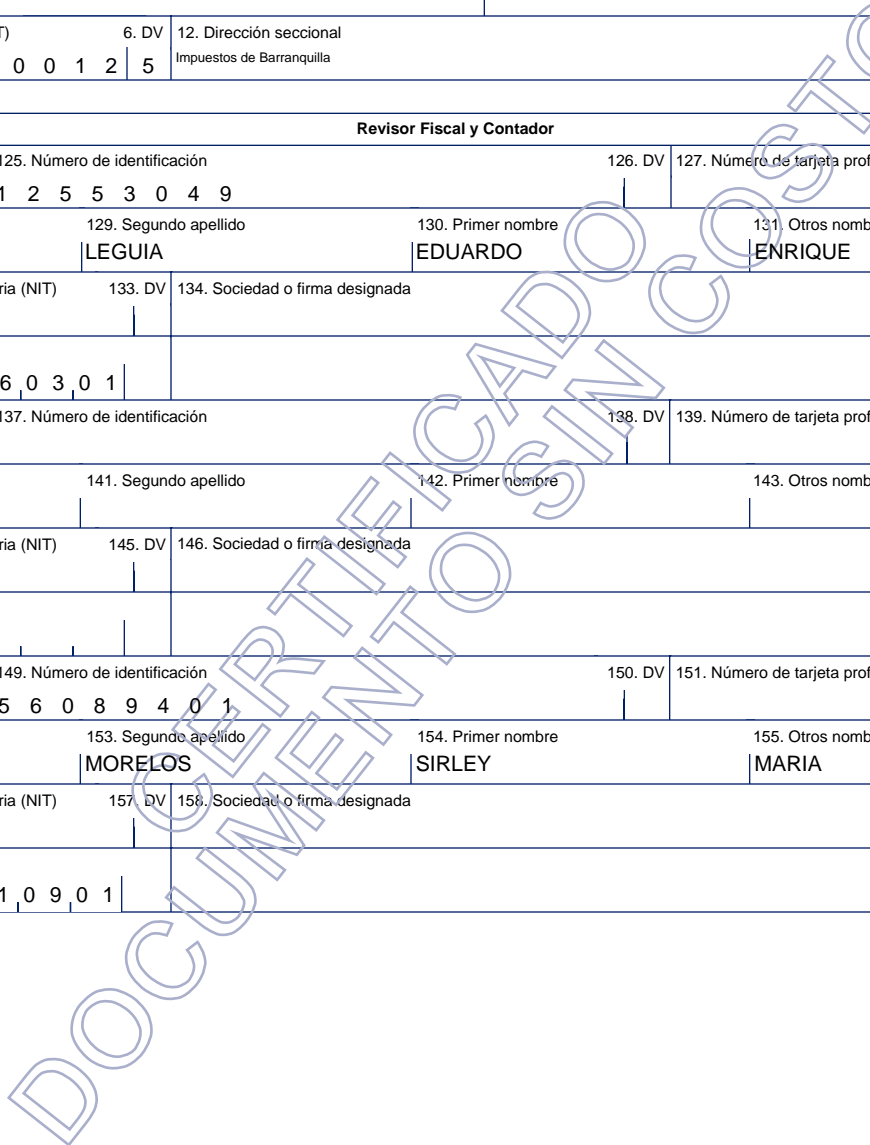 T) 6. DV 12. Dirección seccional
0 0 1 2 5 Impuestos de Barranquilla
Revisor Fiscal y Contador
125. Número de identificación 126. DV 127. Número de tarjeta prof
1 2 5 5 3 0 4 9
129. Segundo apellido 130. Primer nombre 131. Otros nomb
LEGUIA EDUARDO ENRIQUE
ria (NIT) 133. DV 134. Sociedad o firma designada
6 0 3 0 1
137. Número de identificación 138. DV 139. Número de tarjeta prof
141. Segundo apellido 142. Primer nombre 143. Otros nomb
ria (NIT) 145. DV 146. Sociedad o firma designada
149. Número de identificación 150. DV 151. Número de tarjeta prof
5 6 0 8 9 4 0 1
153. Segundo apellido 154. Primer nombre 155. Otros nomb
MORELOS SIRLEY MARIA
ria (NIT) 157. DV 158. Sociedad o firma designada
1 0 9 0 1
CERTIFICADO
DOCUMENTO SIN COSTO